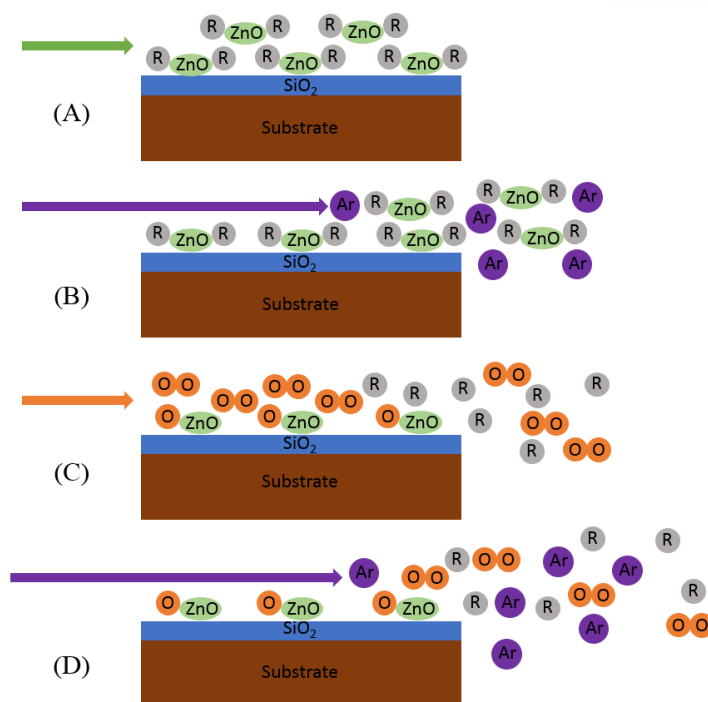 R R R R
ZnO ZnO
R R R R R R
ZnO ZnO ZnO
SiO2
(A)
Substrate
Ar R R R R Ar
ZnO ZnO
Ar
R R R R R R R R
ZnO ZnO ZnO ZnO
SiO2
Ar Ar
(B)
Substrate
O O O O R R R O O R
O O O O R
O O O R O O
ZnO ZnO ZnO
SiO2
R O O
(C)
Substrate
R R
Ar O O R O O Ar Ar
O O R
O O O R Ar R
ZnO ZnO ZnO
SiO2
Ar O O
Ar
(D)
Substrate